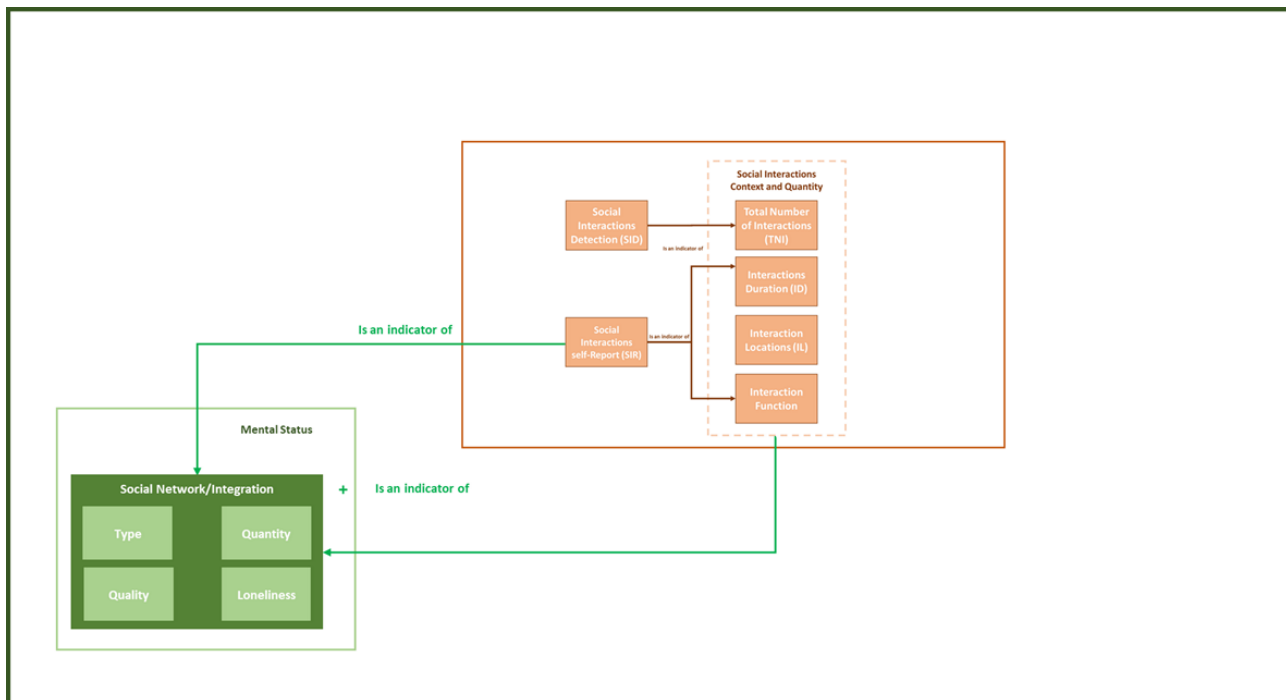 Social Interactions
Context and Quantity
Social
Interactions
Detection (SID)
Total Number
of Interactions
(TNI)
Is an indicator of
Interactions
Duration (ID)
Is an indicator of
Social
Interactions
self-Report (SIR)
Is an indicator of
Interaction
Locations (IL)
Interaction
Function
Mental Status
Social Network/Integration
+ Is an indicator of
Type
Quantity
Quality
Loneliness